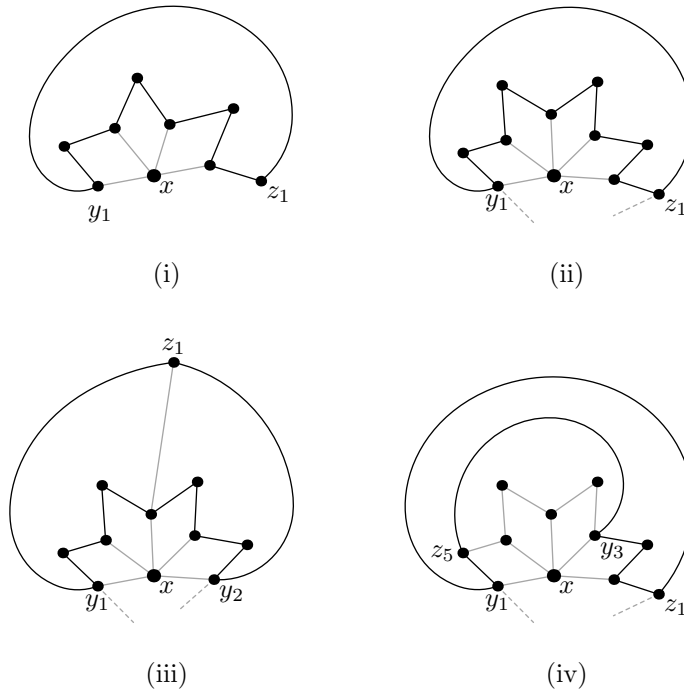 x
y₁
z₁
(i)
x
y₁
z₁
(ii)
z₁
y₁
x
y₂
(iii)
z₅
y₃
y₁
x
z₁
(iv)